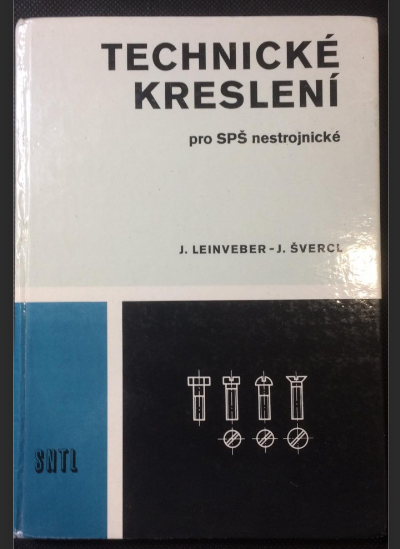 TECHNICKÉ
KRESLENÍ
pro SPŠ nestrojnické
J. LEINVEBER - J. ŠVERCL
SNTL